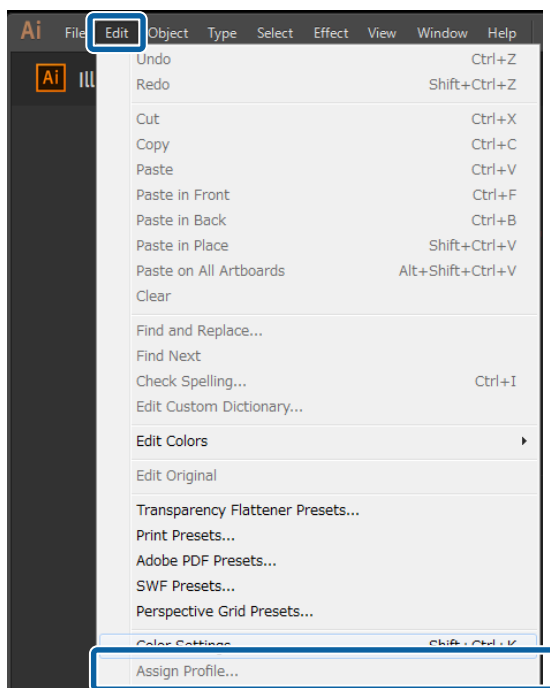 Ai File Edit Object Type Select Effect View Window Help
Ai Ill
Undo Ctrl+Z
Redo Shift+Ctrl+Z
Cut Ctrl+X
Copy Ctrl+C
Paste Ctrl+V
Paste in Front Ctrl+F
Paste in Back Ctrl+B
Paste in Place Shift+Ctrl+V
Paste on All Artboards Alt+Shift+Ctrl+V
Clear
Find and Replace...
Find Next
Check Spelling... Ctrl+I
Edit Custom Dictionary...
Edit Colors
Edit Original
Transparency Flattener Presets...
Print Presets...
Adobe PDF Presets...
SWF Presets...
Perspective Grid Presets...
Color Settings... Shift+Ctrl+K
Assign Profile...